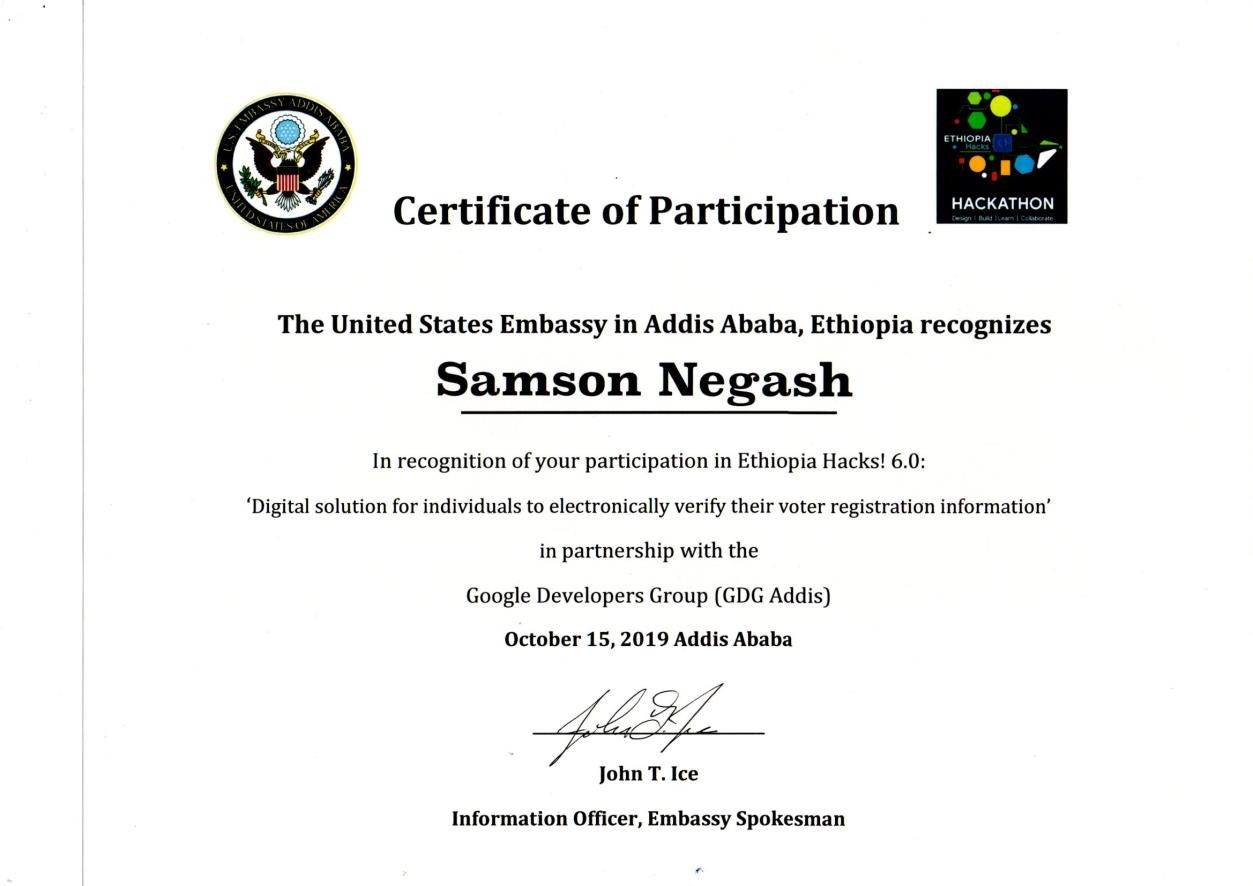 U.S. EMBASSY ADDIS ABABA
UNITED STATES OF AMERICA
ETHIOPIA
Hacks
HACKATHON
Design | Build | Learn | Collaborate
Certificate of Participation
The United States Embassy in Addis Ababa, Ethiopia recognizes
Samson Negash
In recognition of your participation in Ethiopia Hacks! 6.0:
‘Digital solution for individuals to electronically verify their voter registration information’
in partnership with the
Google Developers Group (GDG Addis)
October 15, 2019 Addis Ababa
John T. Ice
Information Officer, Embassy Spokesman